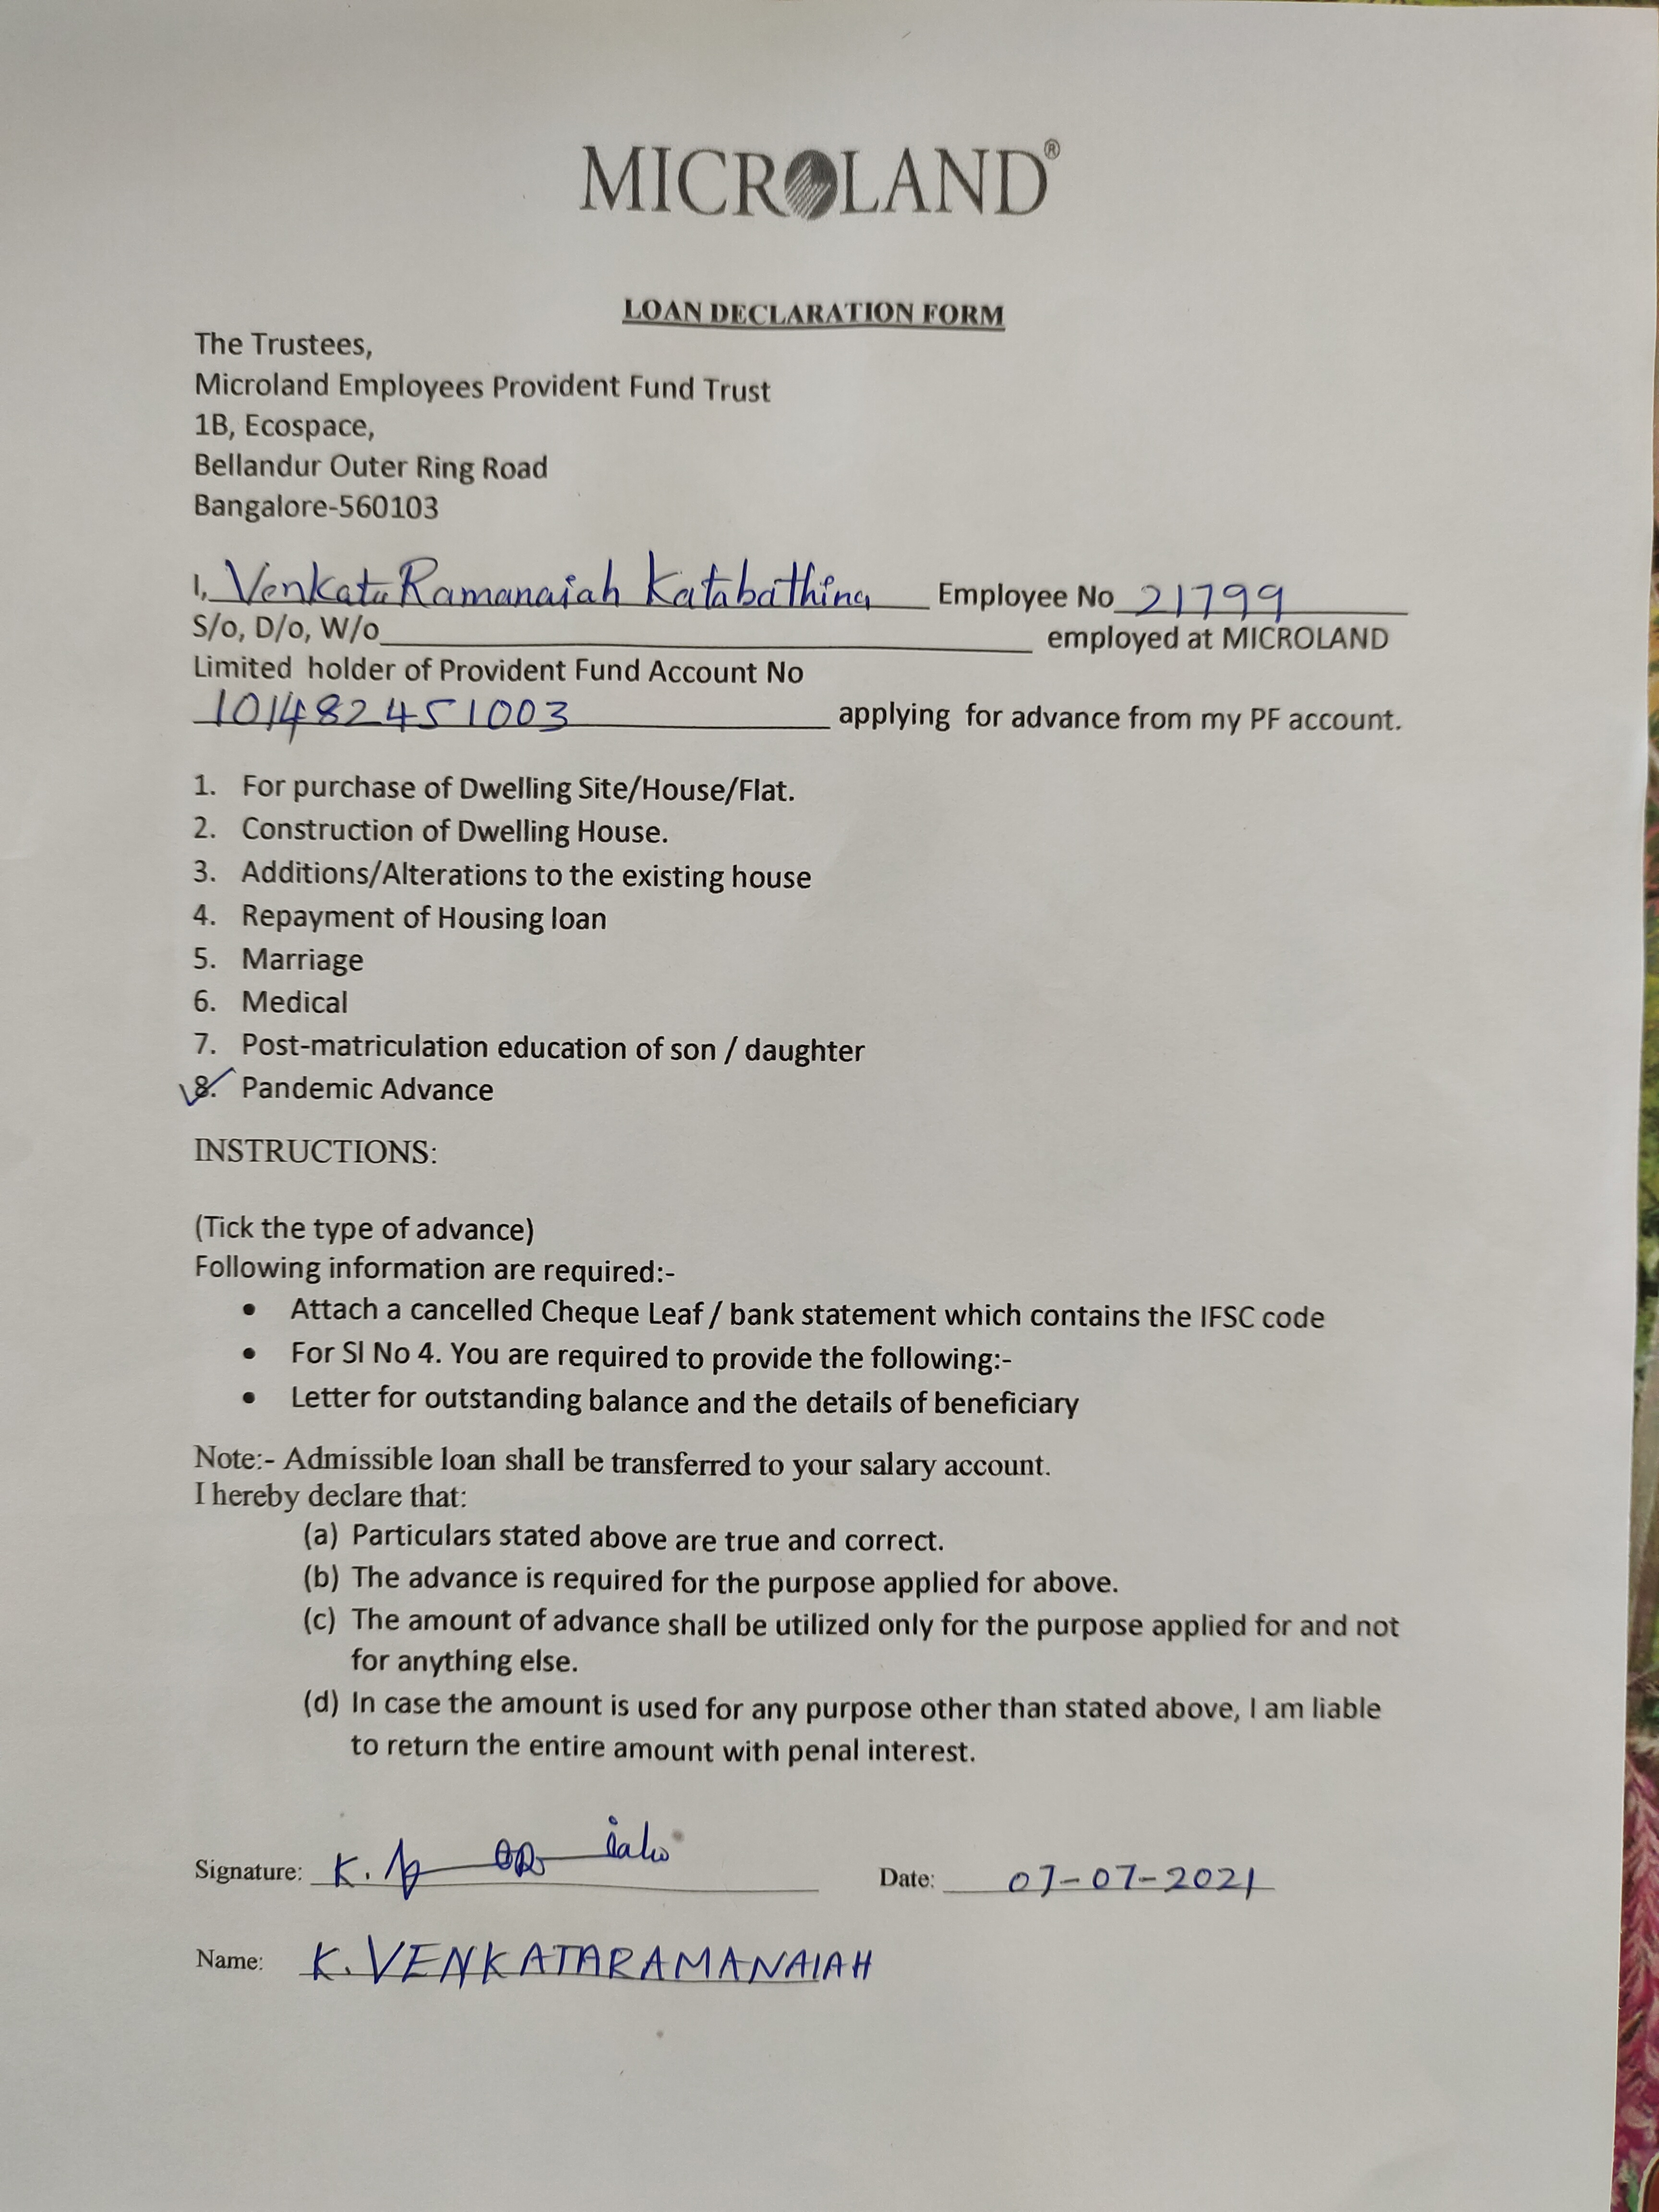 MICROLAND®
LOAN DECLARATION FORM
The Trustees,
Microland Employees Provident Fund Trust
1B, Ecospace,
Bellandur Outer Ring Road
Bangalore-560103
I, Venkata Ramanaiah Katabathina Employee No 21799
S/o, D/o, W/o employed at MICROLAND
Limited holder of Provident Fund Account No
101482451003 applying for advance from my PF account.
1. For purchase of Dwelling Site/House/Flat.
2. Construction of Dwelling House.
3. Additions/Alterations to the existing house
4. Repayment of Housing loan
5. Marriage
6. Medical
7. Post-matriculation education of son / daughter
8. Pandemic Advance
INSTRUCTIONS:
(Tick the type of advance)
Following information are required:-
• Attach a cancelled Cheque Leaf / bank statement which contains the IFSC code
• For Sl No 4. You are required to provide the following:-
• Letter for outstanding balance and the details of beneficiary
Note:- Admissible loan shall be transferred to your salary account.
I hereby declare that:
(a) Particulars stated above are true and correct.
(b) The advance is required for the purpose applied for above.
(c) The amount of advance shall be utilized only for the purpose applied for and not
for anything else.
(d) In case the amount is used for any purpose other than stated above, I am liable
to return the entire amount with penal interest.
Signature: K. Date: 07-07-2021
Name: K. VENKATARAMANAIAH